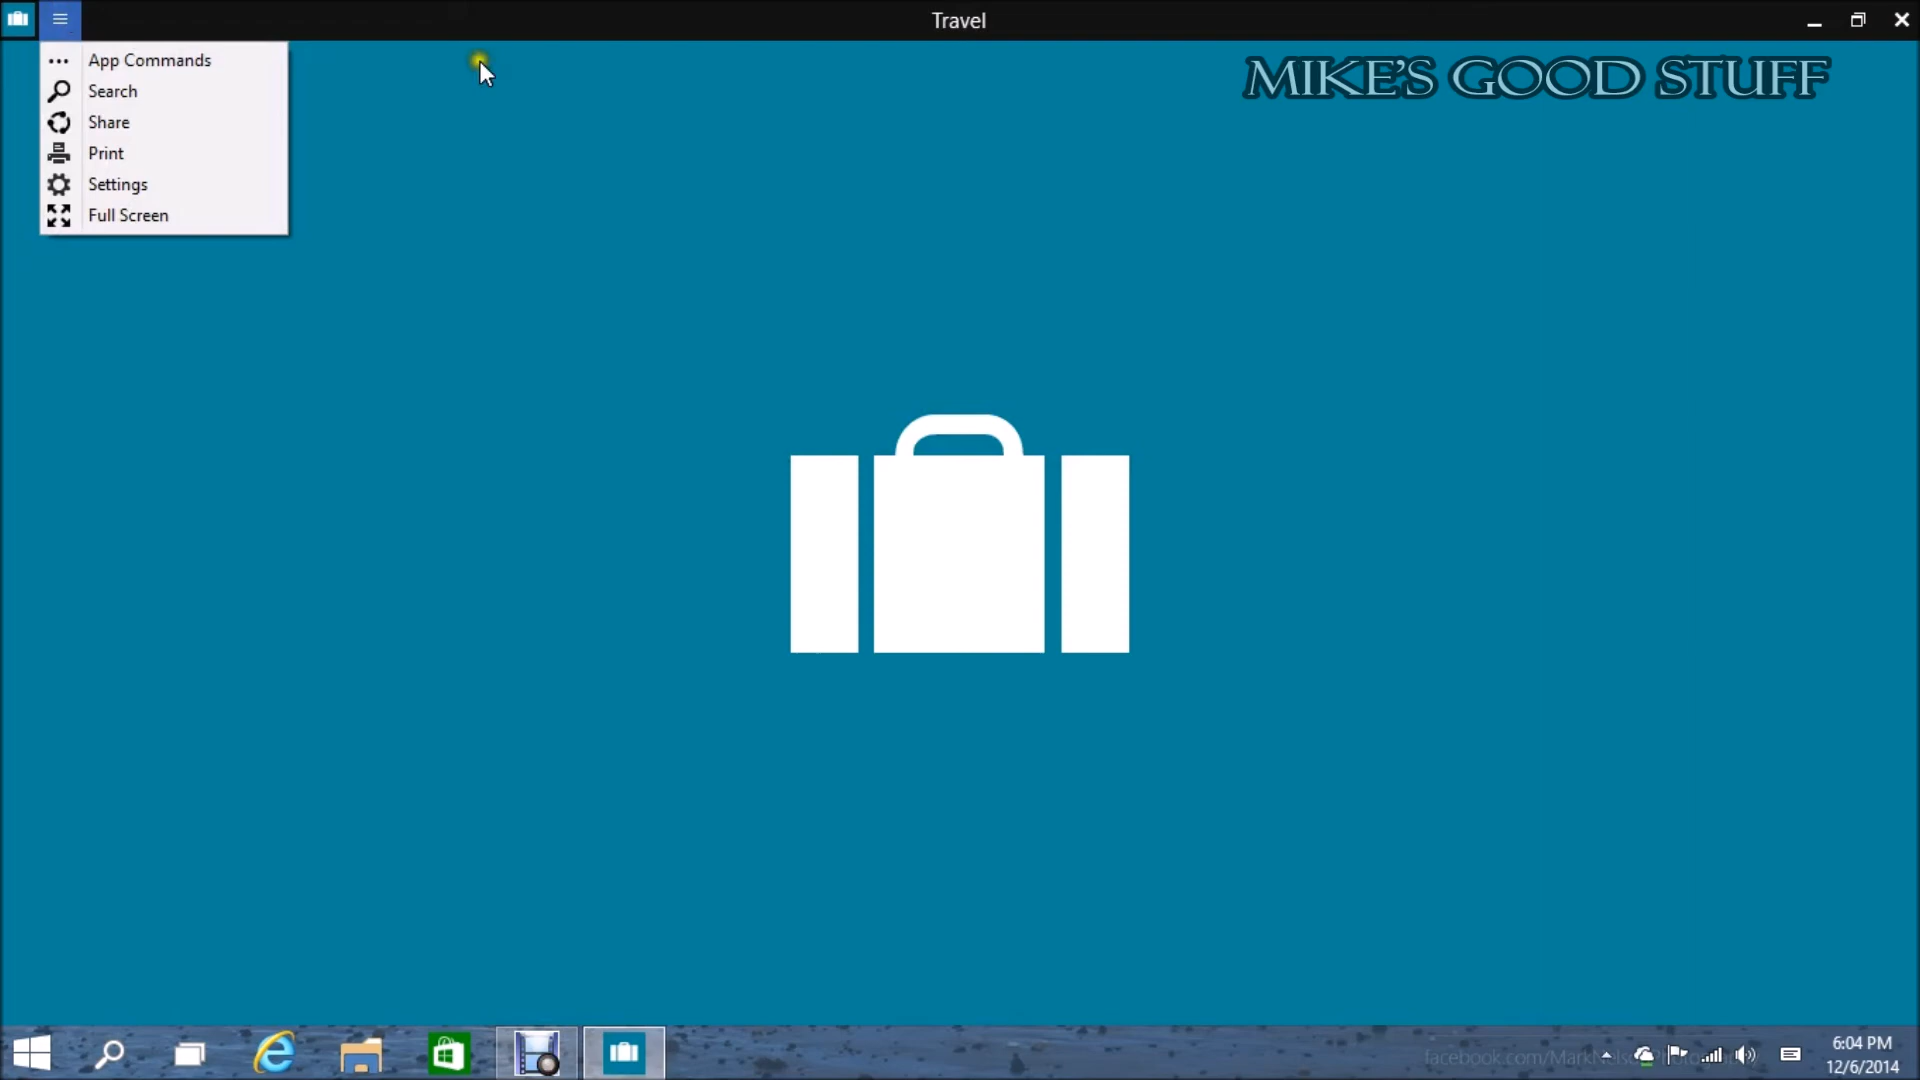 Travel
MIKE'S GOOD STUFF
App Commands
Search
Share
Print
Settings
Full Screen
6:04 PM
12/6/2014